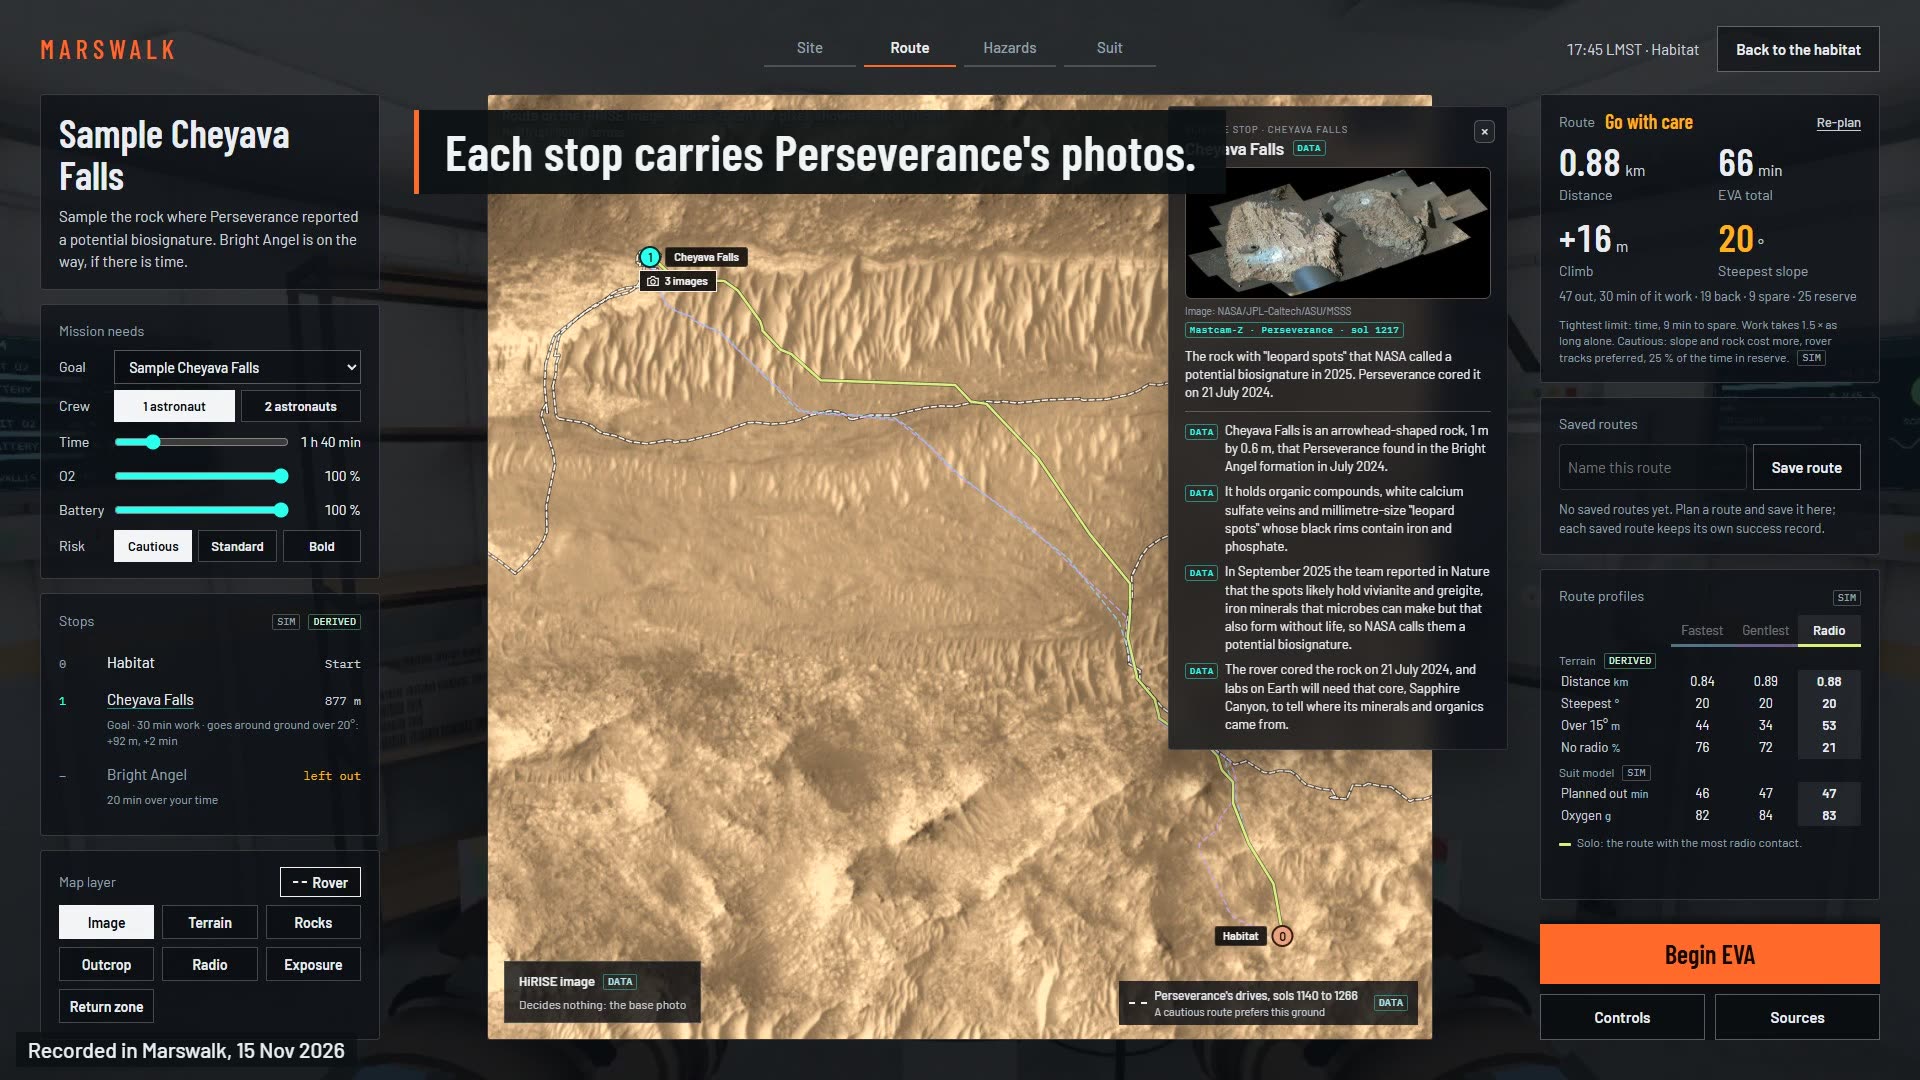 MARSWALK
Site
Route
Hazards
Suit
17:45 LMST · Habitat
Back to the habitat
Sample Cheyava
Falls
Sample the rock where Perseverance reported
a potential biosignature. Bright Angel is on the
way, if there is time.
Mission needs
Goal
Sample Cheyava Falls
Crew
1 astronaut
2 astronauts
Time
1 h 40 min
O2
100 %
Battery
100 %
Risk
Cautious
Standard
Bold
Stops
SIM
DERIVED
0
Habitat
Start
1
Cheyava Falls
877 m
Goal · 30 min work · goes around ground over 20°:
+92 m, +2 min
–
Bright Angel
left out
20 min over your time
Map layer
-- Rover
Image
Terrain
Rocks
Outcrop
Radio
Exposure
Return zone
Recorded in Marswalk, 15 Nov 2026
Each stop carries Perseverance's photos.
1
Cheyava Falls
3 images
Habitat
0
HiRISE image
DATA
Decides nothing: the base photo
Perseverance's drives, sols 1140 to 1266
A cautious route prefers this ground
DATA
STOP · CHEYAVA FALLS
×
Cheyava Falls
DATA
Image: NASA/JPL-Caltech/ASU/MSSS
Mastcam-Z · Perseverance · sol 1217
The rock with "leopard spots" that NASA called a
potential biosignature in 2025. Perseverance cored it
on 21 July 2024.
DATA
Cheyava Falls is an arrowhead-shaped rock, 1 m
by 0.6 m, that Perseverance found in the Bright
Angel formation in July 2024.
DATA
It holds organic compounds, white calcium
sulfate veins and millimetre-size "leopard
spots" whose black rims contain iron and
phosphate.
DATA
In September 2025 the team reported in Nature
that the spots likely hold vivianite and greigite,
iron minerals that microbes can make but that
also form without life, so NASA calls them a
potential biosignature.
DATA
The rover cored the rock on 21 July 2024, and
labs on Earth will need that core, Sapphire
Canyon, to tell where its minerals and organics
came from.
Route
Go with care
Re-plan
0.88 km
Distance
66 min
EVA total
+16 m
Climb
20 °
Steepest slope
47 out, 30 min of it work · 19 back · 9 spare · 25 reserve
Tightest limit: time, 9 min to spare. Work takes 1.5 × as
long alone. Cautious: slope and rock cost more, rover
tracks preferred, 25 % of the time in reserve.
SIM
Saved routes
Name this route
Save route
No saved routes yet. Plan a route and save it here;
each saved route keeps its own success record.
Route profiles
SIM
Fastest Gentlest Radio
Terrain DERIVED
Distance km 0.84 0.89 0.88
Steepest ° 20 20 20
Over 15° m 44 34 53
No radio % 76 72 21
Suit model SIM
Planned out min 46 47 47
Oxygen g 82 84 83
Solo: the route with the most radio contact.
Begin EVA
Controls
Sources